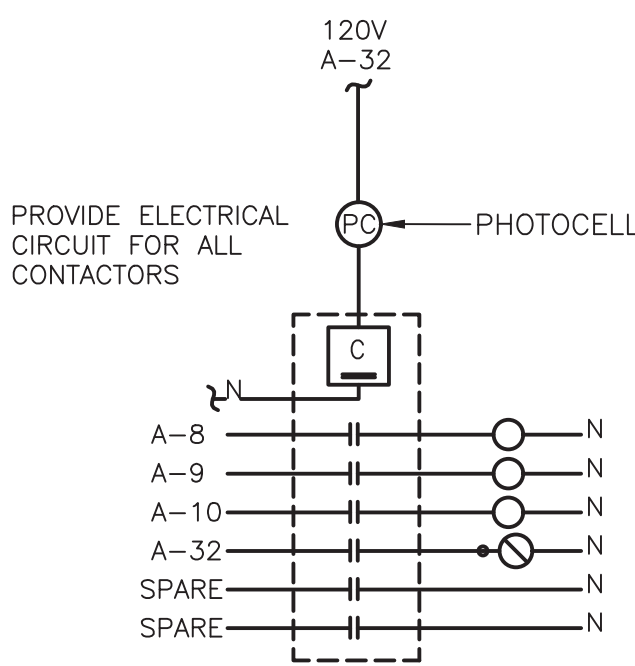 120V
A-32
PROVIDE ELECTRICAL
CIRCUIT FOR ALL
CONTACTORS
PC
PHOTOCELL
C
N
A-8 N
A-9 N
A-10 N
A-32 N
SPARE N
SPARE N